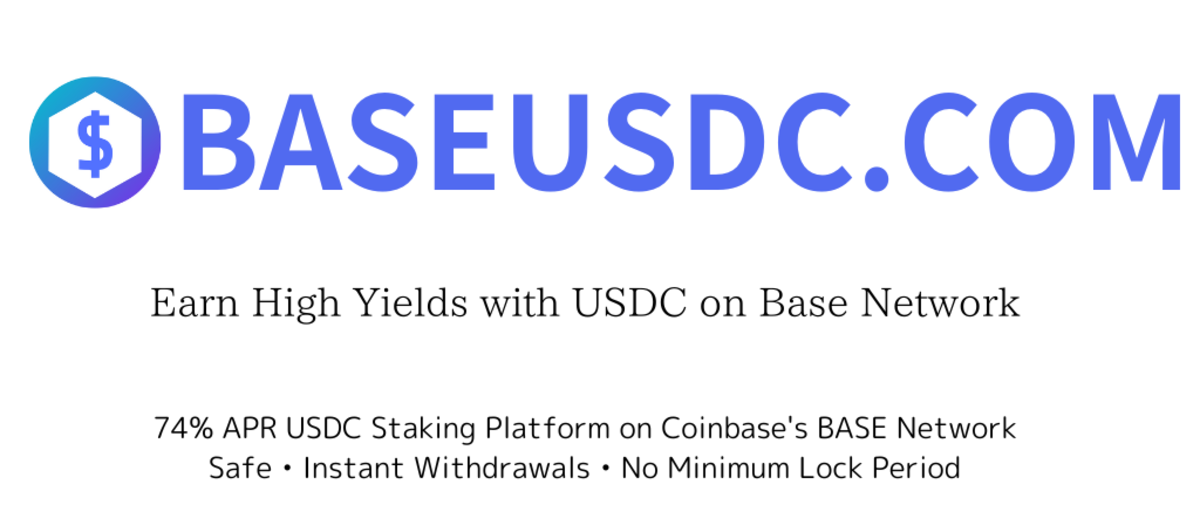 $ BASEUSDC.COM
Earn High Yields with USDC on Base Network
74% APR USDC Staking Platform on Coinbase's BASE Network
Safe • Instant Withdrawals • No Minimum Lock Period